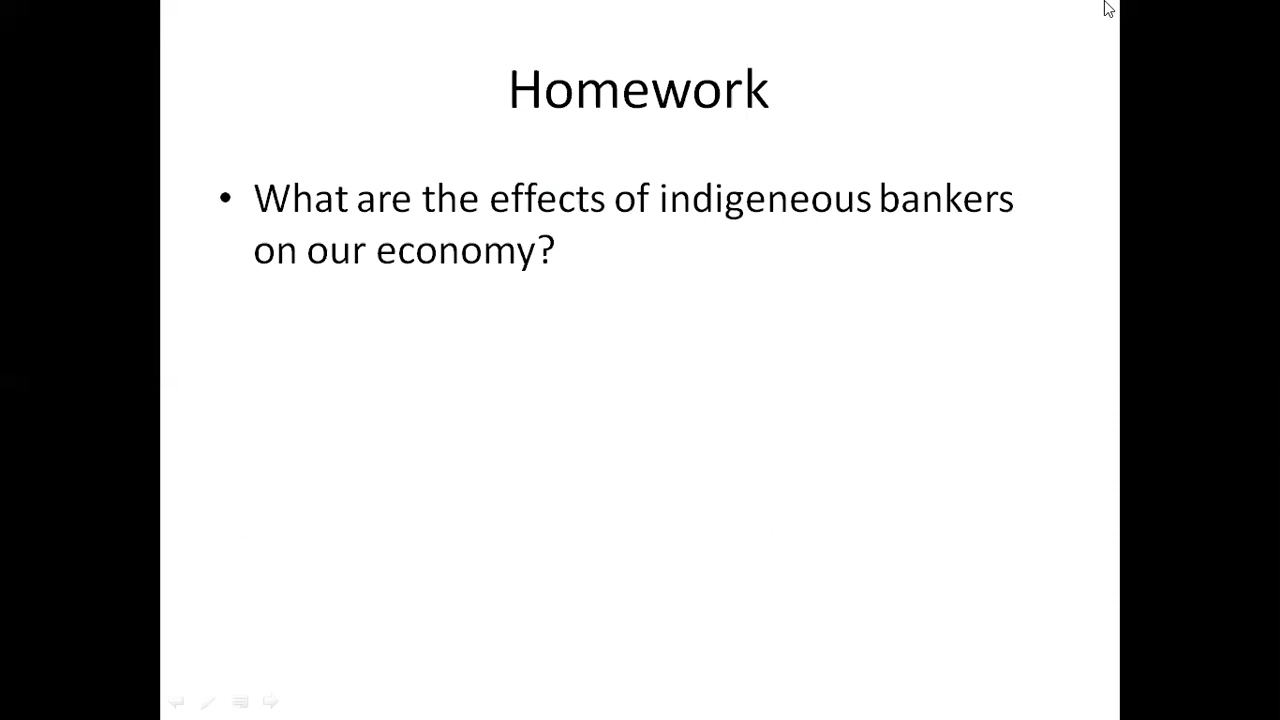 Homework
• What are the effects of indigeneous bankers
on our economy?